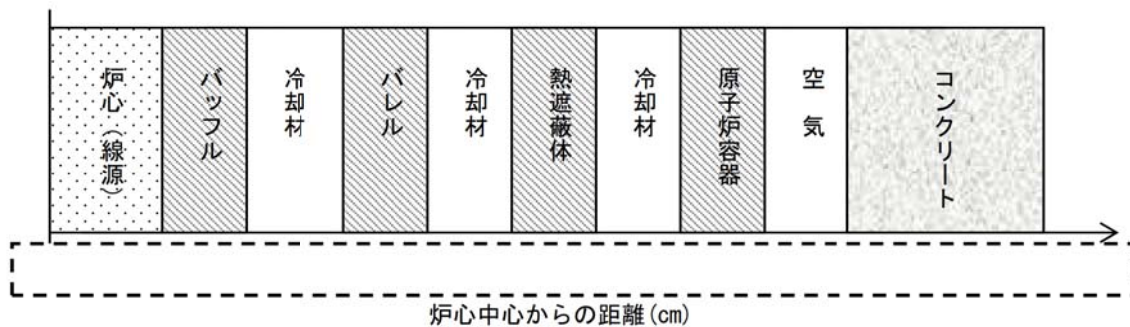 炉心（線源）
バッフル
冷却材
バレル
冷却材
熱遮蔽体
冷却材
原子炉容器
空気
コンクリート
炉心中心からの距離(cm)